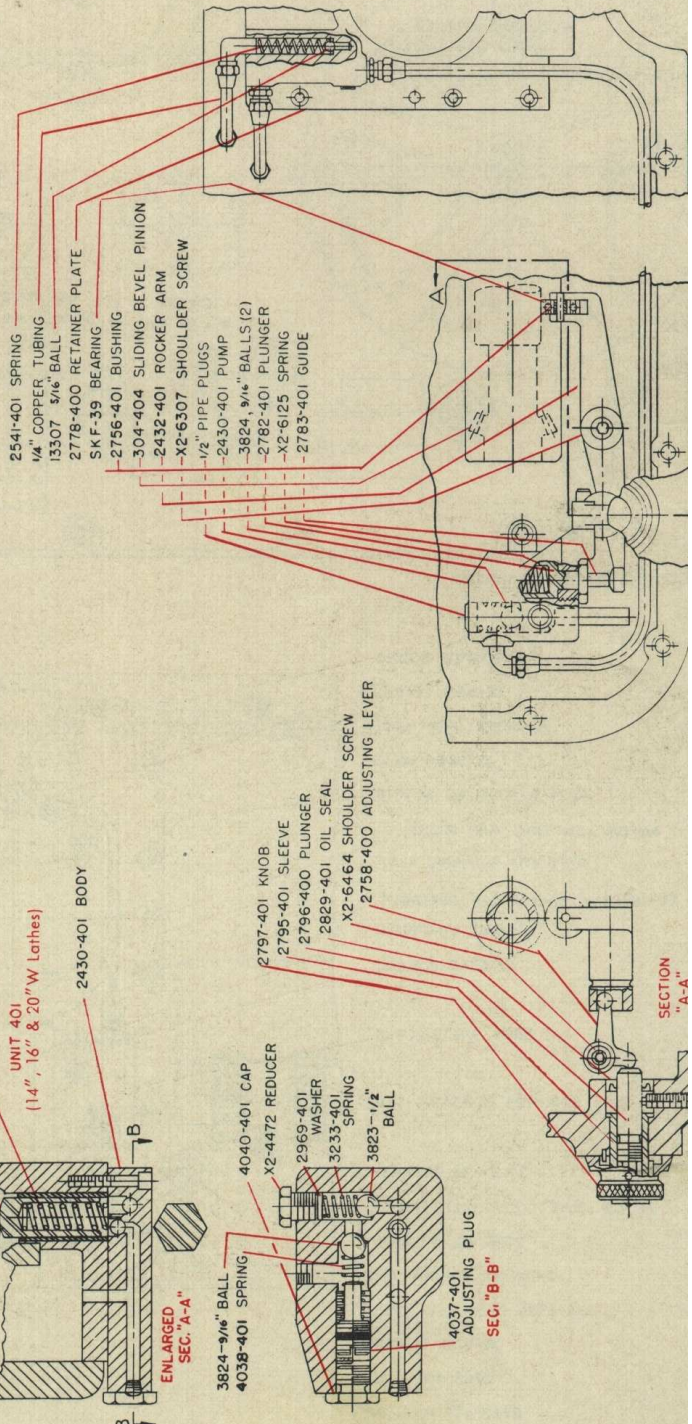 2541-401 SPRING
1/4" COPPER TUBING
13307 5/16" BALL
2778-400 RETAINER PLATE
SKF-39 BEARING
2756-401 BUSHING
304-404 SLIDING BEVEL PINION
2432-401 ROCKER ARM
X2-6307 SHOULDER SCREW
1/2" PIPE PLUGS
2430-401 PUMP
3824, 9/16" BALLS (2)
2782-401 PLUNGER
X2-6125 SPRING
2783-401 GUIDE
A
2797-401 KNOB
2795-401 SLEEVE
2796-400 PLUNGER
2829-401 OIL SEAL
X2-6464 SHOULDER SCREW
2758-400 ADJUSTING LEVER
SECTION
"A-A"
UNIT 401
(14", 16" & 20"W Lathes)
2430-401 BODY
B
B
ENLARGED
SEC. "A-A"
4040-401 CAP
X2-4472 REDUCER
2969-401
WASHER
3233-401
SPRING
3823-1/2"
BALL
3824-9/16" BALL
4038-401 SPRING
4037-401
ADJUSTING PLUG
SEC. "B-B"